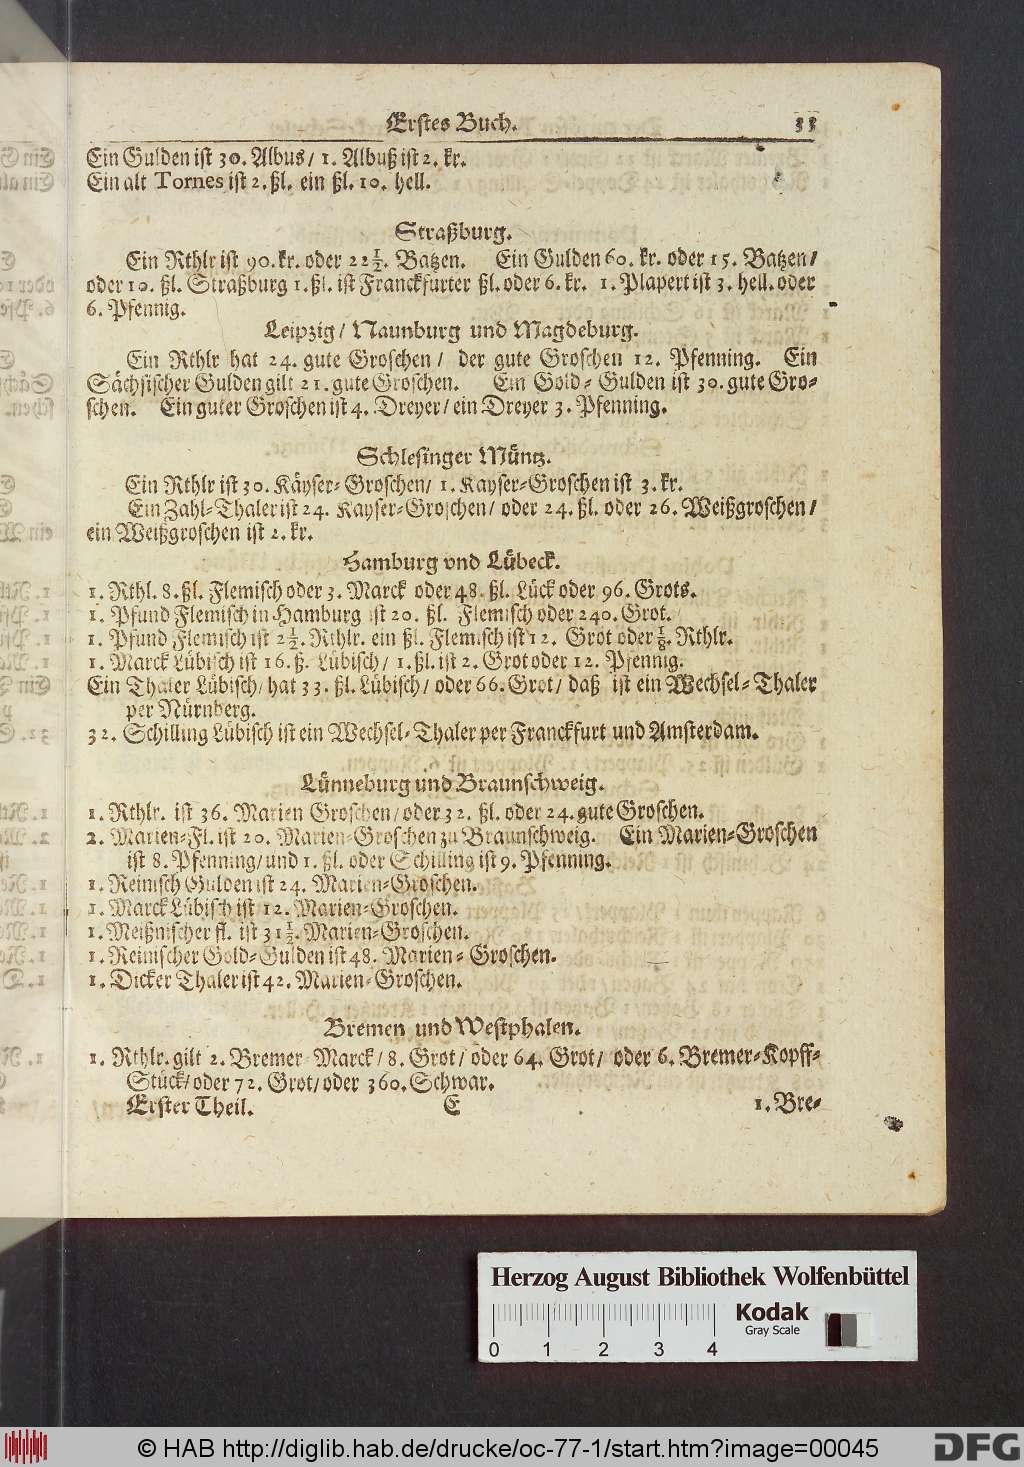 Erstes Buch. 33
Ein Gulden ist 30. Albus / 1. Albuß ist 2. kr.
Ein alt Tornes ist 2. ßl. ein ßl. 10. hell.
Straßburg.
Ein Rthlr ist 90. kr. oder 22 1/2. Batzen. Ein Gulden 60. kr. oder 15. Batzen /
oder 10. ßl. Straßburg 1. ßl. ist Franckfurter ßl. oder 6. kr. 1. Plapert ist 3. hell. oder
6. Pfennig.
Leipzig / Naunburg und Magdeburg.
Ein Rthlr hat 24. gute Groschen / der gute Groschen 12. Pfenning. Ein
Sächsischer Gulden gilt 21. gute Groschen. Ein Gold-Gulden ist 30. gute Gro-
schen. Ein guter Groschen ist 4. Dreyer / ein Dreyer 3. Pfenning.
Schlesinger Müntz.
Ein Rthlr ist 30. Käyser-Groschen / 1. Kayser-Groschen ist 3. kr.
Ein Zahl-Thaler ist 24. Kayser-Groschen / oder 24. ßl. oder 26. Weißgroschen /
ein Weißgroschen ist 2. kr.
Hamburg vnd Lübeck.
1. Rthl. 8. ßl. Flemisch oder 3. Marck oder 48. ßl. Lück oder 96. Grots.
1. Pfund Flemisch in Hamburg ist 20. ßl. Flemisch oder 240. Grot.
1. Pfund Flemisch ist 2 1/2. Rthlr. ein ßl. Flemisch ist 12. Grot oder 1/8. Rthlr.
1. Marck Lübisch ist 16. ß. Lübisch / 1. ßl. ist 2. Grot oder 12. Pfennig.
Ein Thaler Lübisch / hat 33. ßl. Lübisch / oder 66. Grot / daß ist ein Wechsel-Thaler
per Nürnberg.
32. Schilling Lübisch ist ein Wechsel-Thaler per Franckfurt und Amsterdam.
Lünneburg und Braunschweig.
1. Rthlr. ist 36. Marien Groschen / oder 32. ßl. oder 24. gute Groschen.
2. Marien-Fl. ist 20. Marien-Groschen zu Braunschweig. Ein Marien-Groschen
ist 8. Pfenning / und 1. ßl. oder Schilling ist 9. Pfenning.
1. Reinisch Gulden ist 24. Marien-Groschen.
1. Marck Lübisch ist 12. Marien-Groschen.
1. Meißnischer fl. ist 31 1/2. Marien-Groschen.
1. Reinischer Gold-Gulden ist 48. Marien-Groschen.
1. Dicker Thaler ist 42. Marien-Groschen.
Bremen und Westphalen.
1. Rthlr. gilt 2. Bremer Marck / 8. Grot / oder 64. Grot / oder 6. Bremer-Kopff-
Stück / oder 72. Grot / oder 360. Schwar.
Erster Theil. E 1. Bre-
Herzog August Bibliothek Wolfenbüttel
0 1 2 3 4
Kodak
Gray Scale
© HAB http://diglib.hab.de/drucke/oc-77-1/start.htm?image=00045
DFG